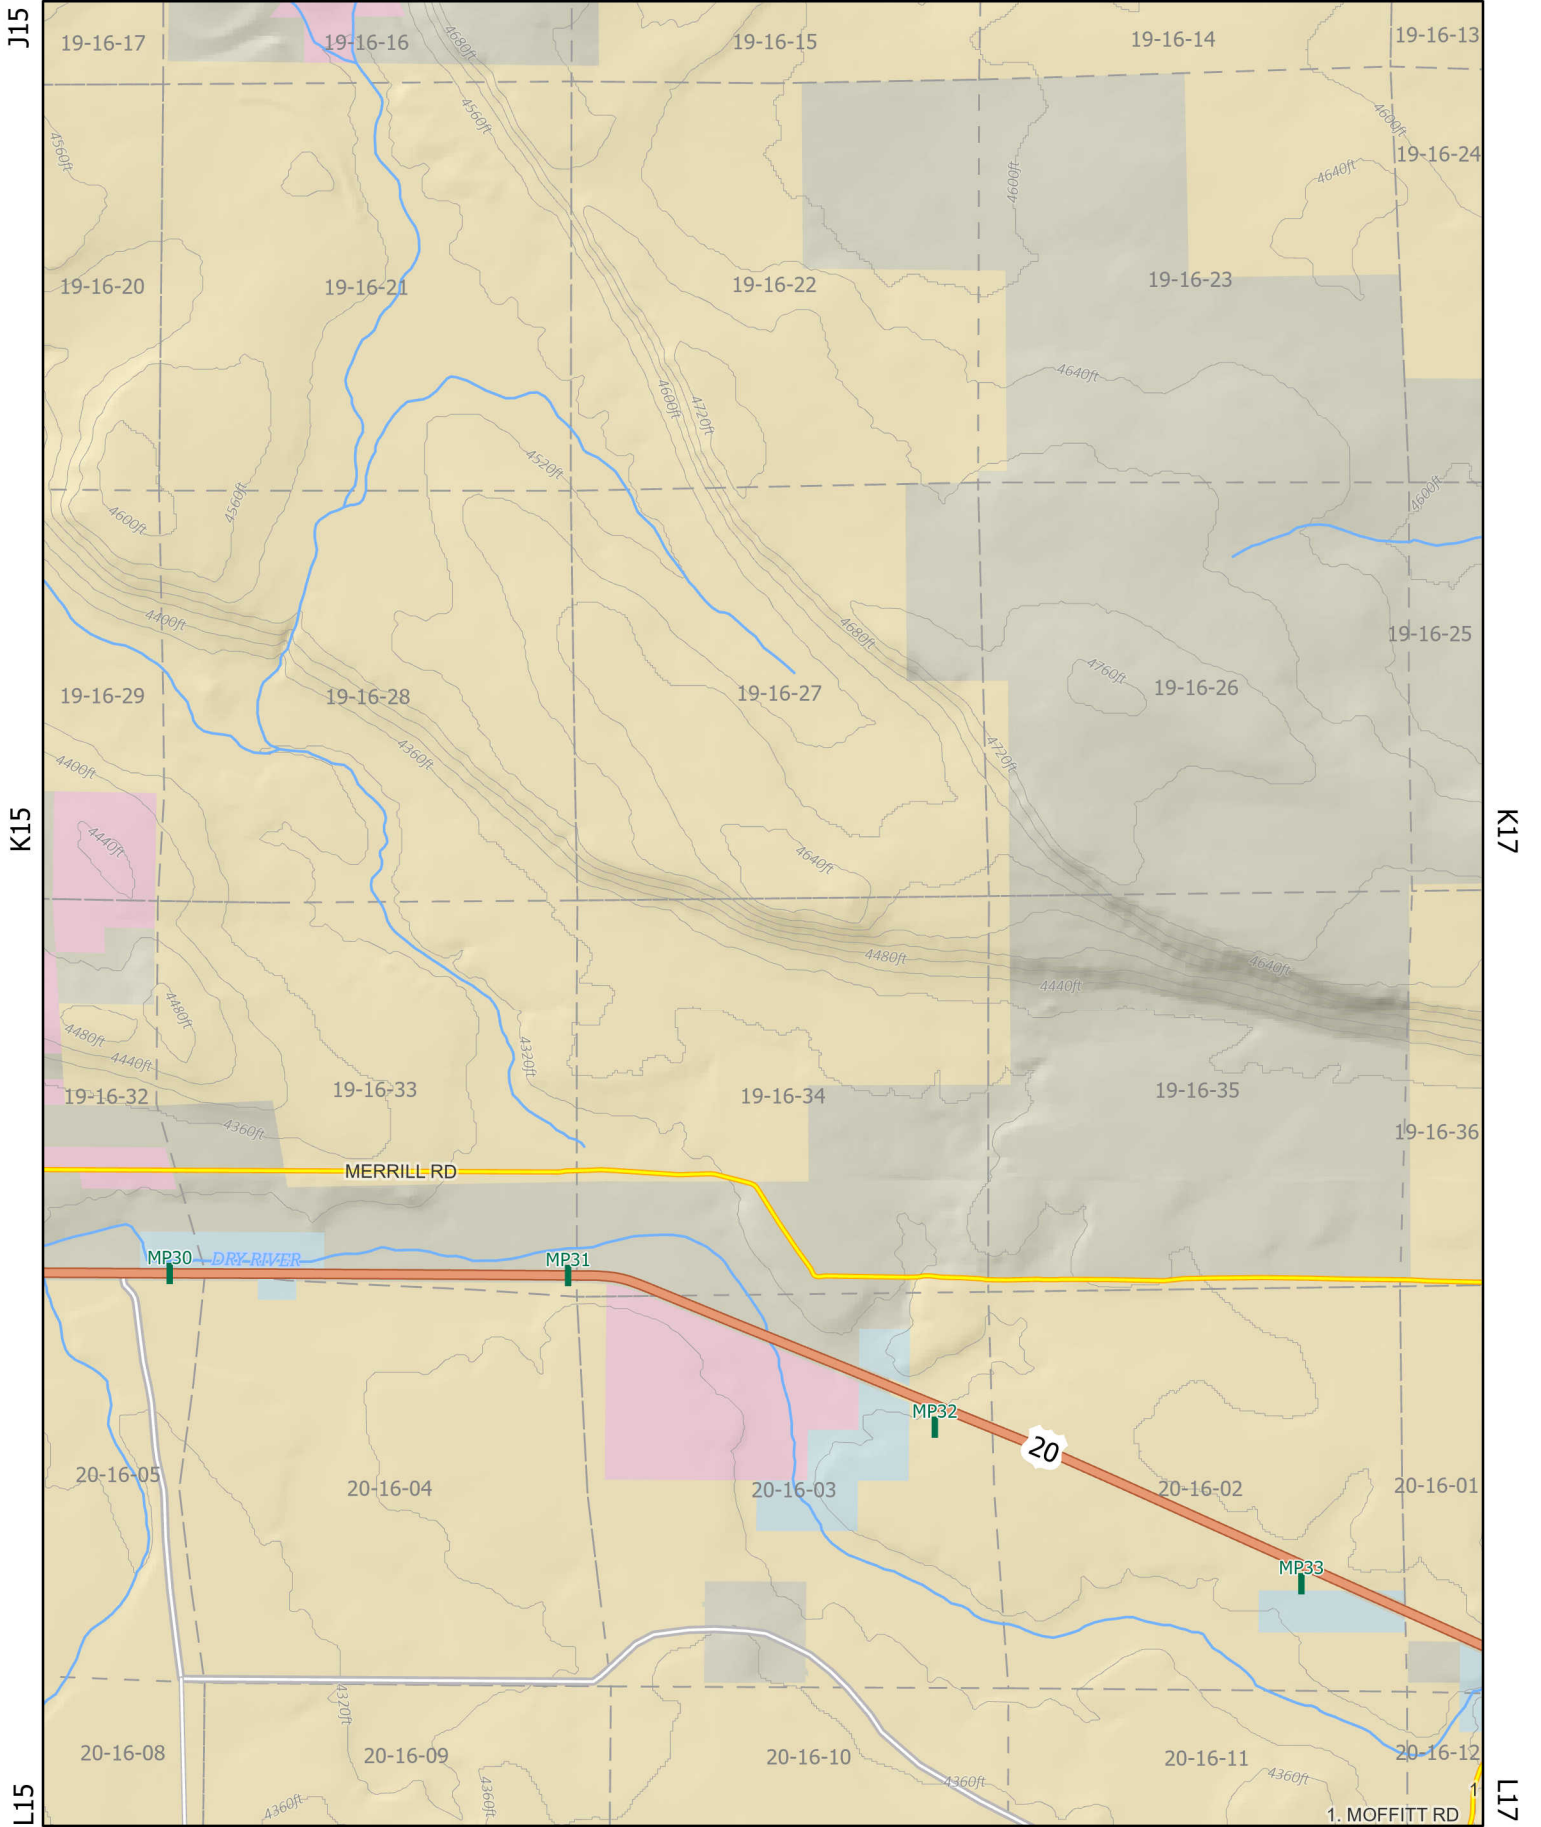 J15
19-16-17
19-16-16
4680ft
19-16-15
19-16-14
19-16-13
4560ft
4560ft
4600ft
4600ft
4640ft
19-16-24
19-16-20
19-16-21
19-16-22
19-16-23
4640ft
4600ft
4720ft
4520ft
4560ft
4600ft
4600ft
4400ft
4680ft
19-16-25
19-16-29
19-16-28
19-16-27
4760ft
19-16-26
4360ft
4720ft
4400ft
K15
K17
4440ft
4640ft
4480ft
4640ft
4440ft
4480ft
4480ft
4440ft
4320ft
19-16-32
19-16-33
19-16-34
19-16-35
4360ft
19-16-36
MERRILL RD
MP30
DRY RIVER
MP31
MP32
20
20-16-05
20-16-04
20-16-03
20-16-02
20-16-01
MP33
4320ft
20-16-08
20-16-09
20-16-10
20-16-11
20-16-12
4360ft
4360ft
4360ft
4360ft
1
L15
L17
1. MOFFITT RD